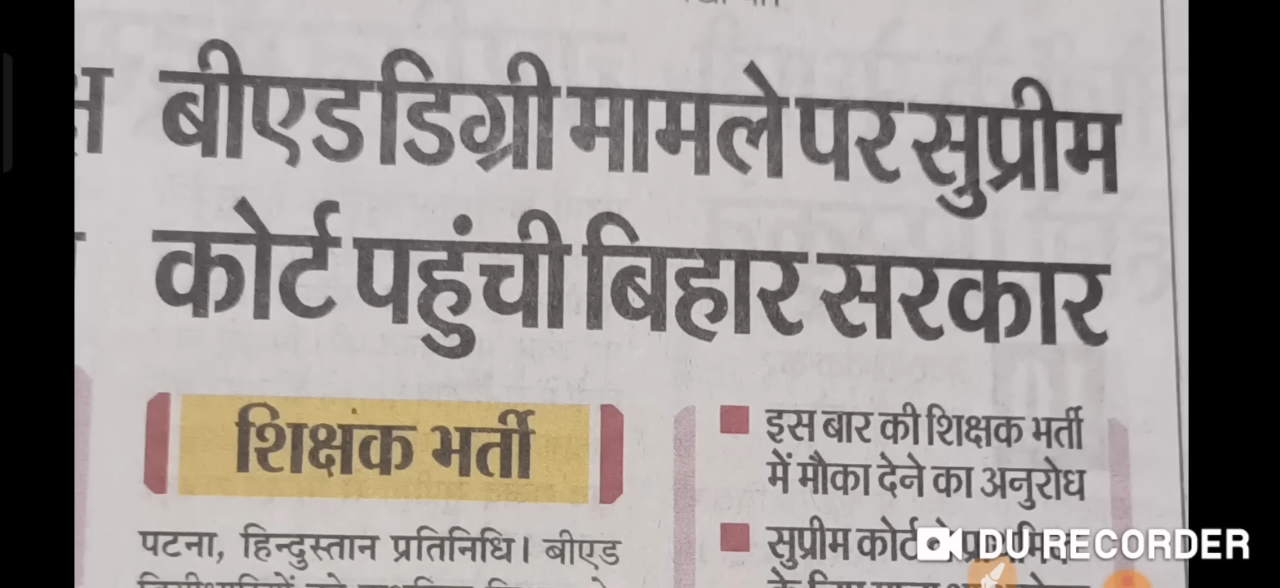 बीएड डिग्री मामले पर सुप्रीम
कोर्ट पहुंची बिहार सरकार
शिक्षक भर्ती
पटना, हिन्दुस्तान प्रतिनिधि। बीएड
इस बार की शिक्षक भर्ती
में मौका देने का अनुरोध
सुप्रीम कोर्ट
DU RECORDER